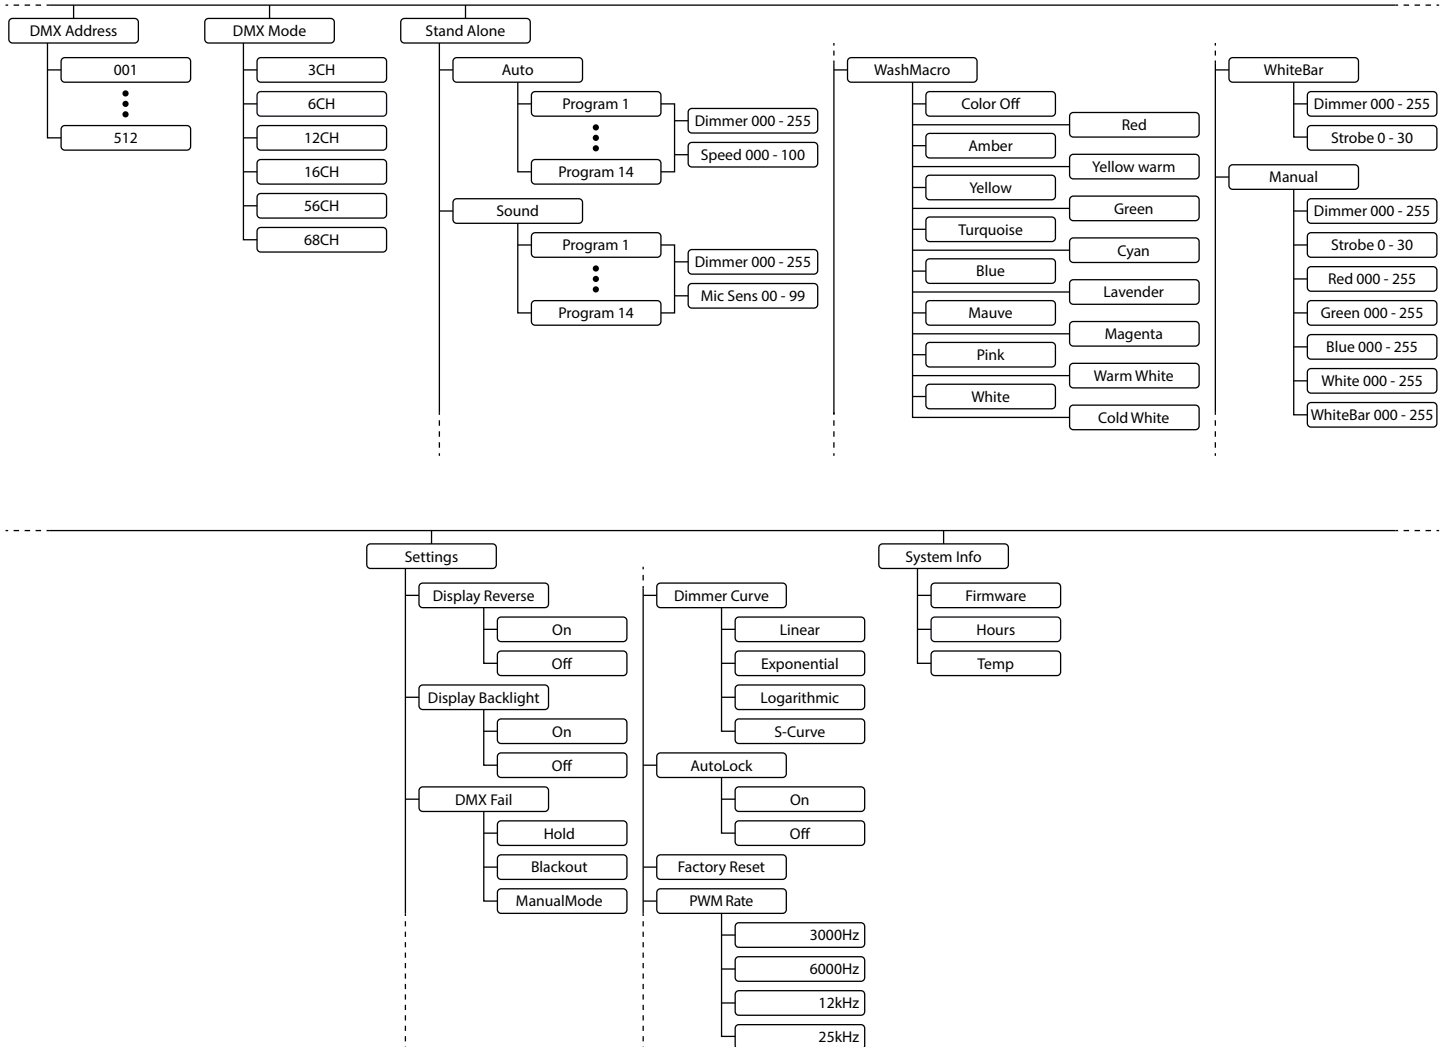 DMX Address
001
512
DMX Mode
3CH
6CH
12CH
16CH
56CH
68CH
Stand Alone
Auto
Program 1
Program 14
Dimmer 000 - 255
Speed 000 - 100
Sound
Program 1
Program 14
Dimmer 000 - 255
Mic Sens 00 - 99
WashMacro
Color Off
Red
Amber
Yellow warm
Yellow
Green
Turquoise
Cyan
Blue
Lavender
Mauve
Magenta
Pink
Warm White
White
Cold White
WhiteBar
Dimmer 000 - 255
Strobe 0 - 30
Manual
Dimmer 000 - 255
Strobe 0 - 30
Red 000 - 255
Green 000 - 255
Blue 000 - 255
White 000 - 255
WhiteBar 000 - 255
Settings
Display Reverse
On
Off
Display Backlight
On
Off
DMX Fail
Hold
Blackout
ManualMode
Dimmer Curve
Linear
Exponential
Logarithmic
S-Curve
AutoLock
On
Off
Factory Reset
PWM Rate
3000Hz
6000Hz
12kHz
25kHz
System Info
Firmware
Hours
Temp